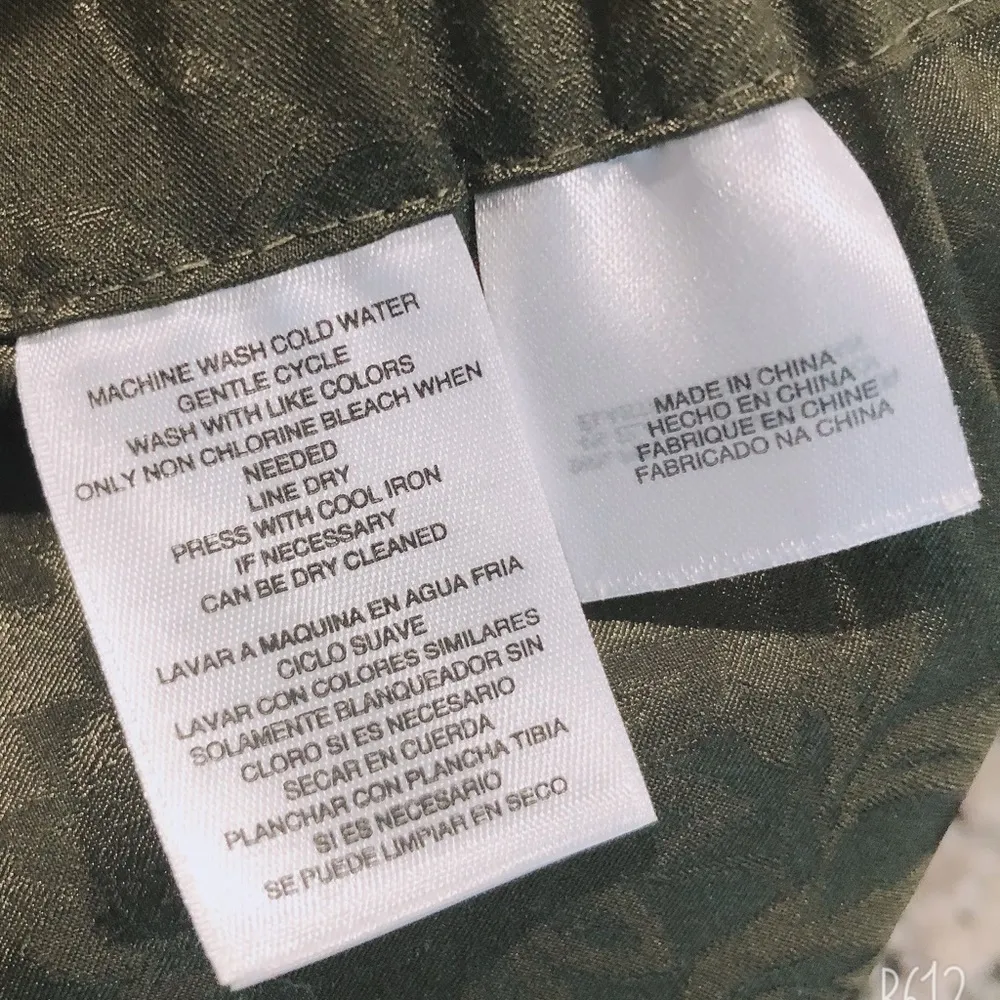 MACHINE WASH COLD WATER
GENTLE CYCLE
WASH WITH LIKE COLORS
ONLY NON CHLORINE BLEACH WHEN
NEEDED
LINE DRY
PRESS WITH COOL IRON
IF NECESSARY
CAN BE DRY CLEANED
LAVAR A MAQUINA EN AGUA FRIA
CICLO SUAVE
LAVAR CON COLORES SIMILARES
SOLAMENTE BLANQUEADOR SIN
CLORO SI ES NECESARIO
SECAR EN CUERDA
PLANCHAR CON PLANCHA TIBIA
SI ES NECESARIO
SE PUEDE LIMPIAR EN SECO
MADE IN CHINA
HECHO EN CHINA
FABRIQUE EN CHINE
FABRICADO NA CHINA